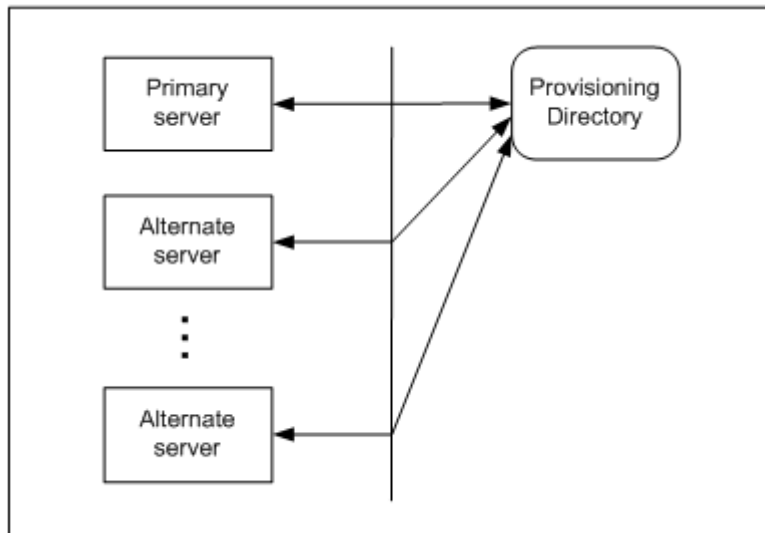 Primary
server
Provisioning
Directory
Alternate
server
Alternate
server